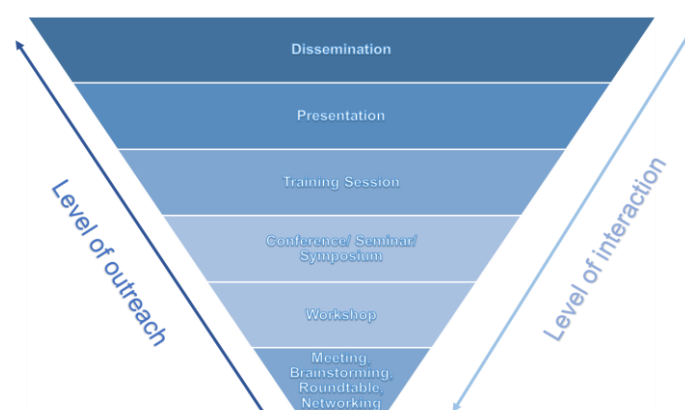 Dissemination
Presentation
Training Session
Conference/ Seminar/
Symposium
Workshop
Meeting,
Brainstorming,
Roundtable,
Networking
Level of outreach
Level of interaction